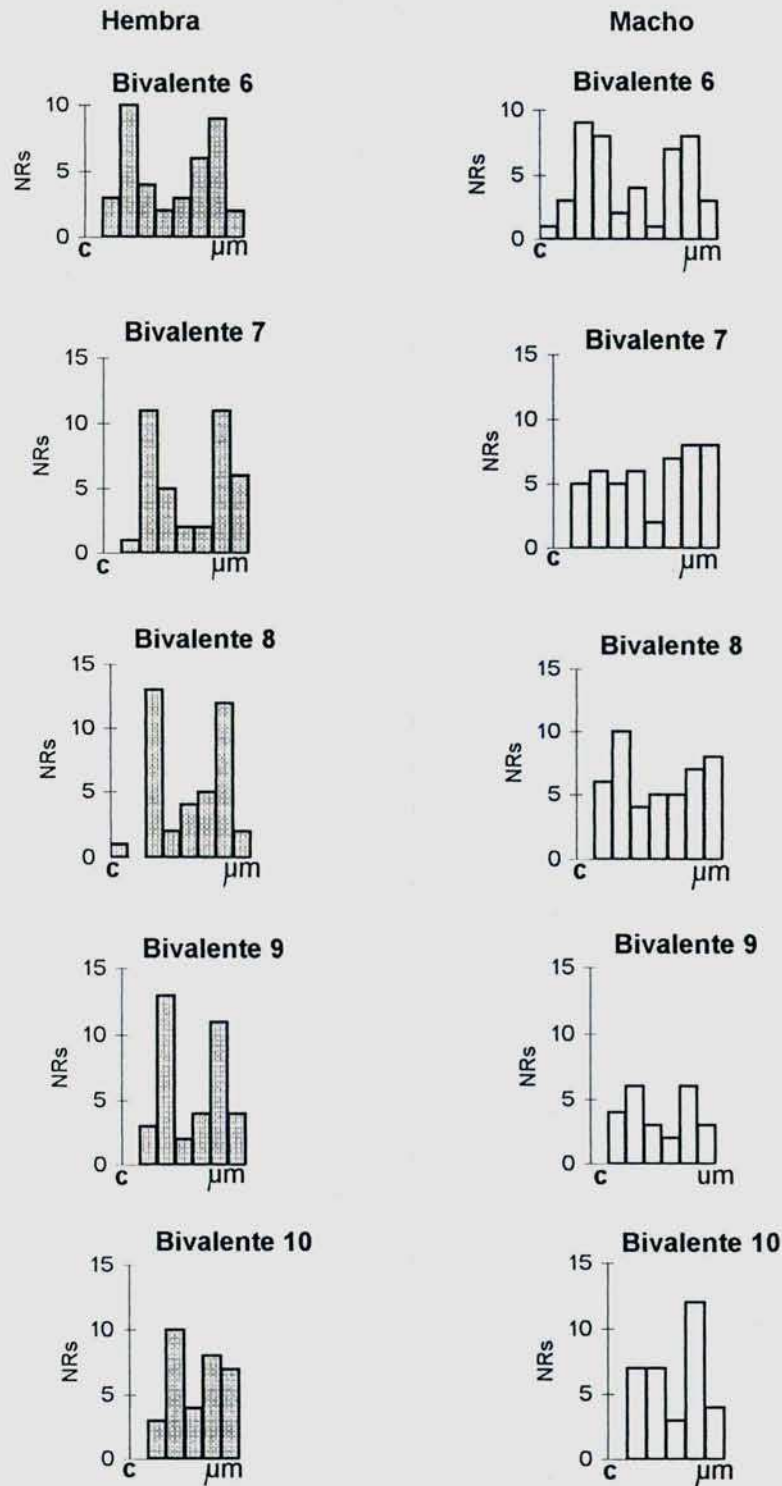 Hembra
Macho
Bivalente 6
10
5
0
NRs
c
µm
Bivalente 6
10
5
0
NRs
c
µm
Bivalente 7
15
10
5
0
NRs
c
µm
Bivalente 7
15
10
5
0
NRs
c
µm
Bivalente 8
15
10
5
0
NRs
c
µm
Bivalente 8
15
10
5
0
NRs
c
µm
Bivalente 9
15
10
5
0
NRs
c
µm
Bivalente 9
15
10
5
0
NRs
c
um
Bivalente 10
15
10
5
0
NRs
c
µm
Bivalente 10
15
10
5
0
NRs
c
µm